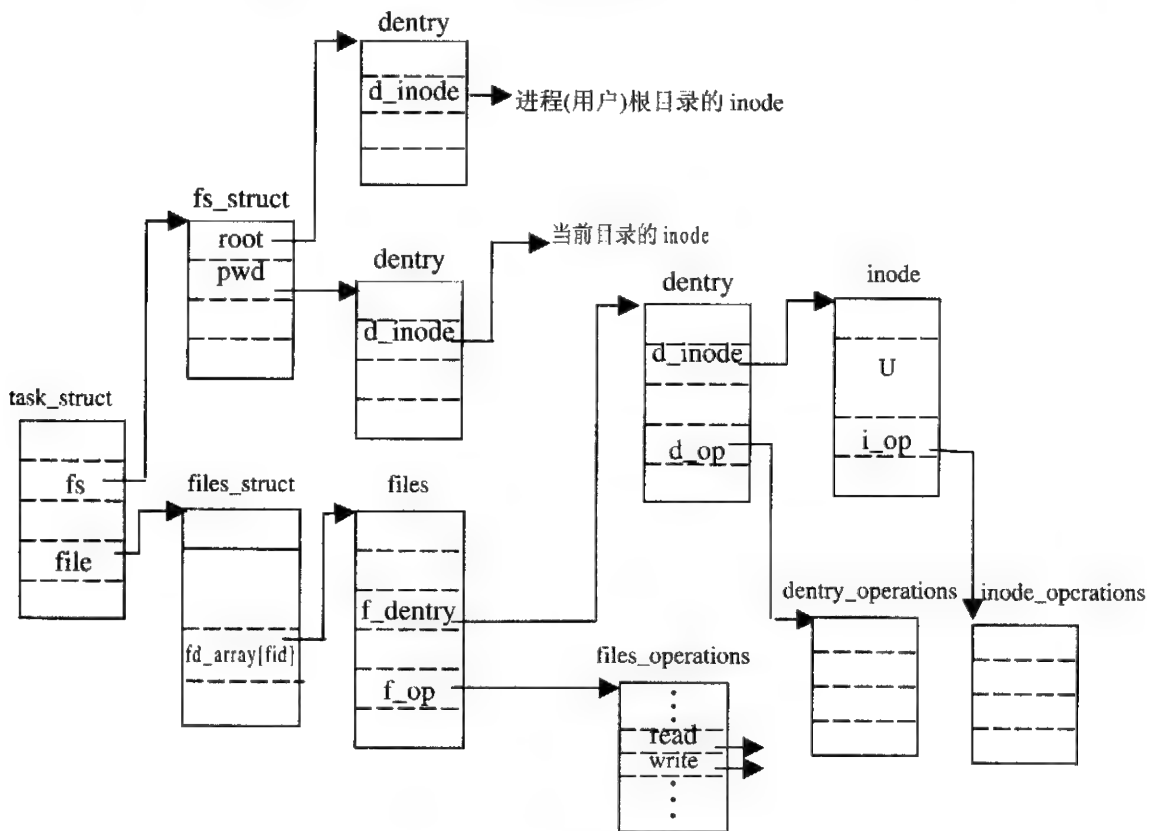 dentry
d_inode
进程(用户)根目录的 inode
fs_struct
root
pwd
当前目录的 inode
dentry
d_inode
dentry
inode
d_inode
U
d_op
i_op
task_struct
fs
file
files_struct
fd_array[fid]
files
f_dentry
f_op
dentry_operations
inode_operations
files_operations
read
write